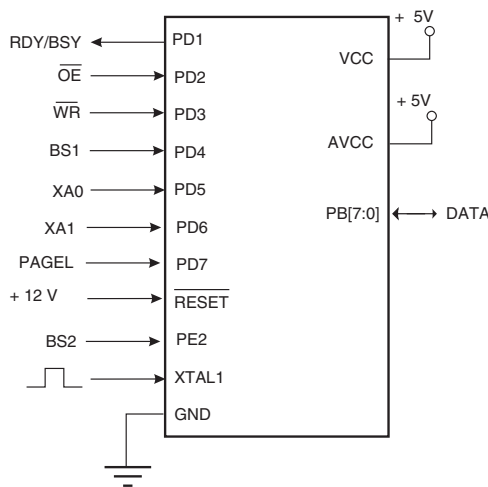 + 5V
RDY/BSY
PD1
VCC
OE
PD2
WR
PD3
+ 5V
BS1
PD4
AVCC
XA0
PD5
PB[7:0]
DATA
XA1
PD6
PAGEL
PD7
+ 12 V
RESET
BS2
PE2
XTAL1
GND